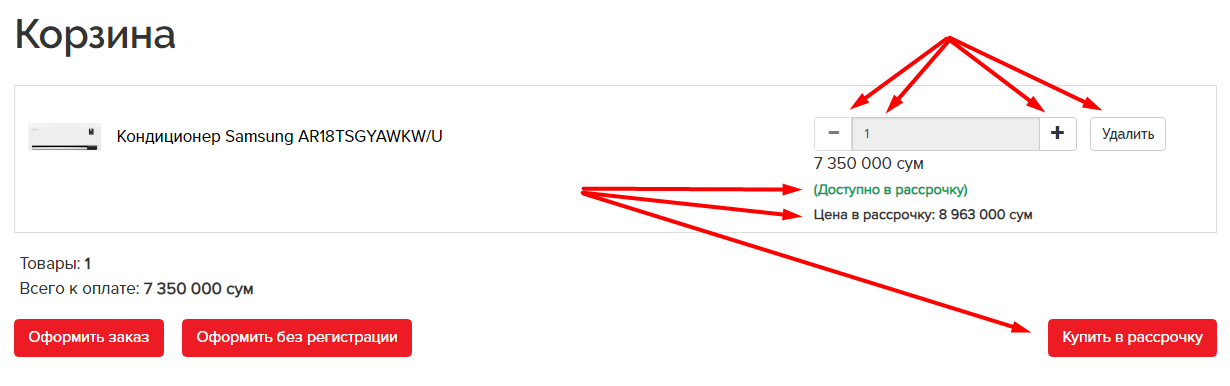 Корзина
Кондиционер Samsung AR18TSGYAWKW/U
− 1 + Удалить
7 350 000 сум
(Доступно в рассрочку)
Цена в рассрочку: 8 963 000 сум
Товары: 1
Всего к оплате: 7 350 000 сум
Оформить заказ Оформить без регистрации Купить в рассрочку